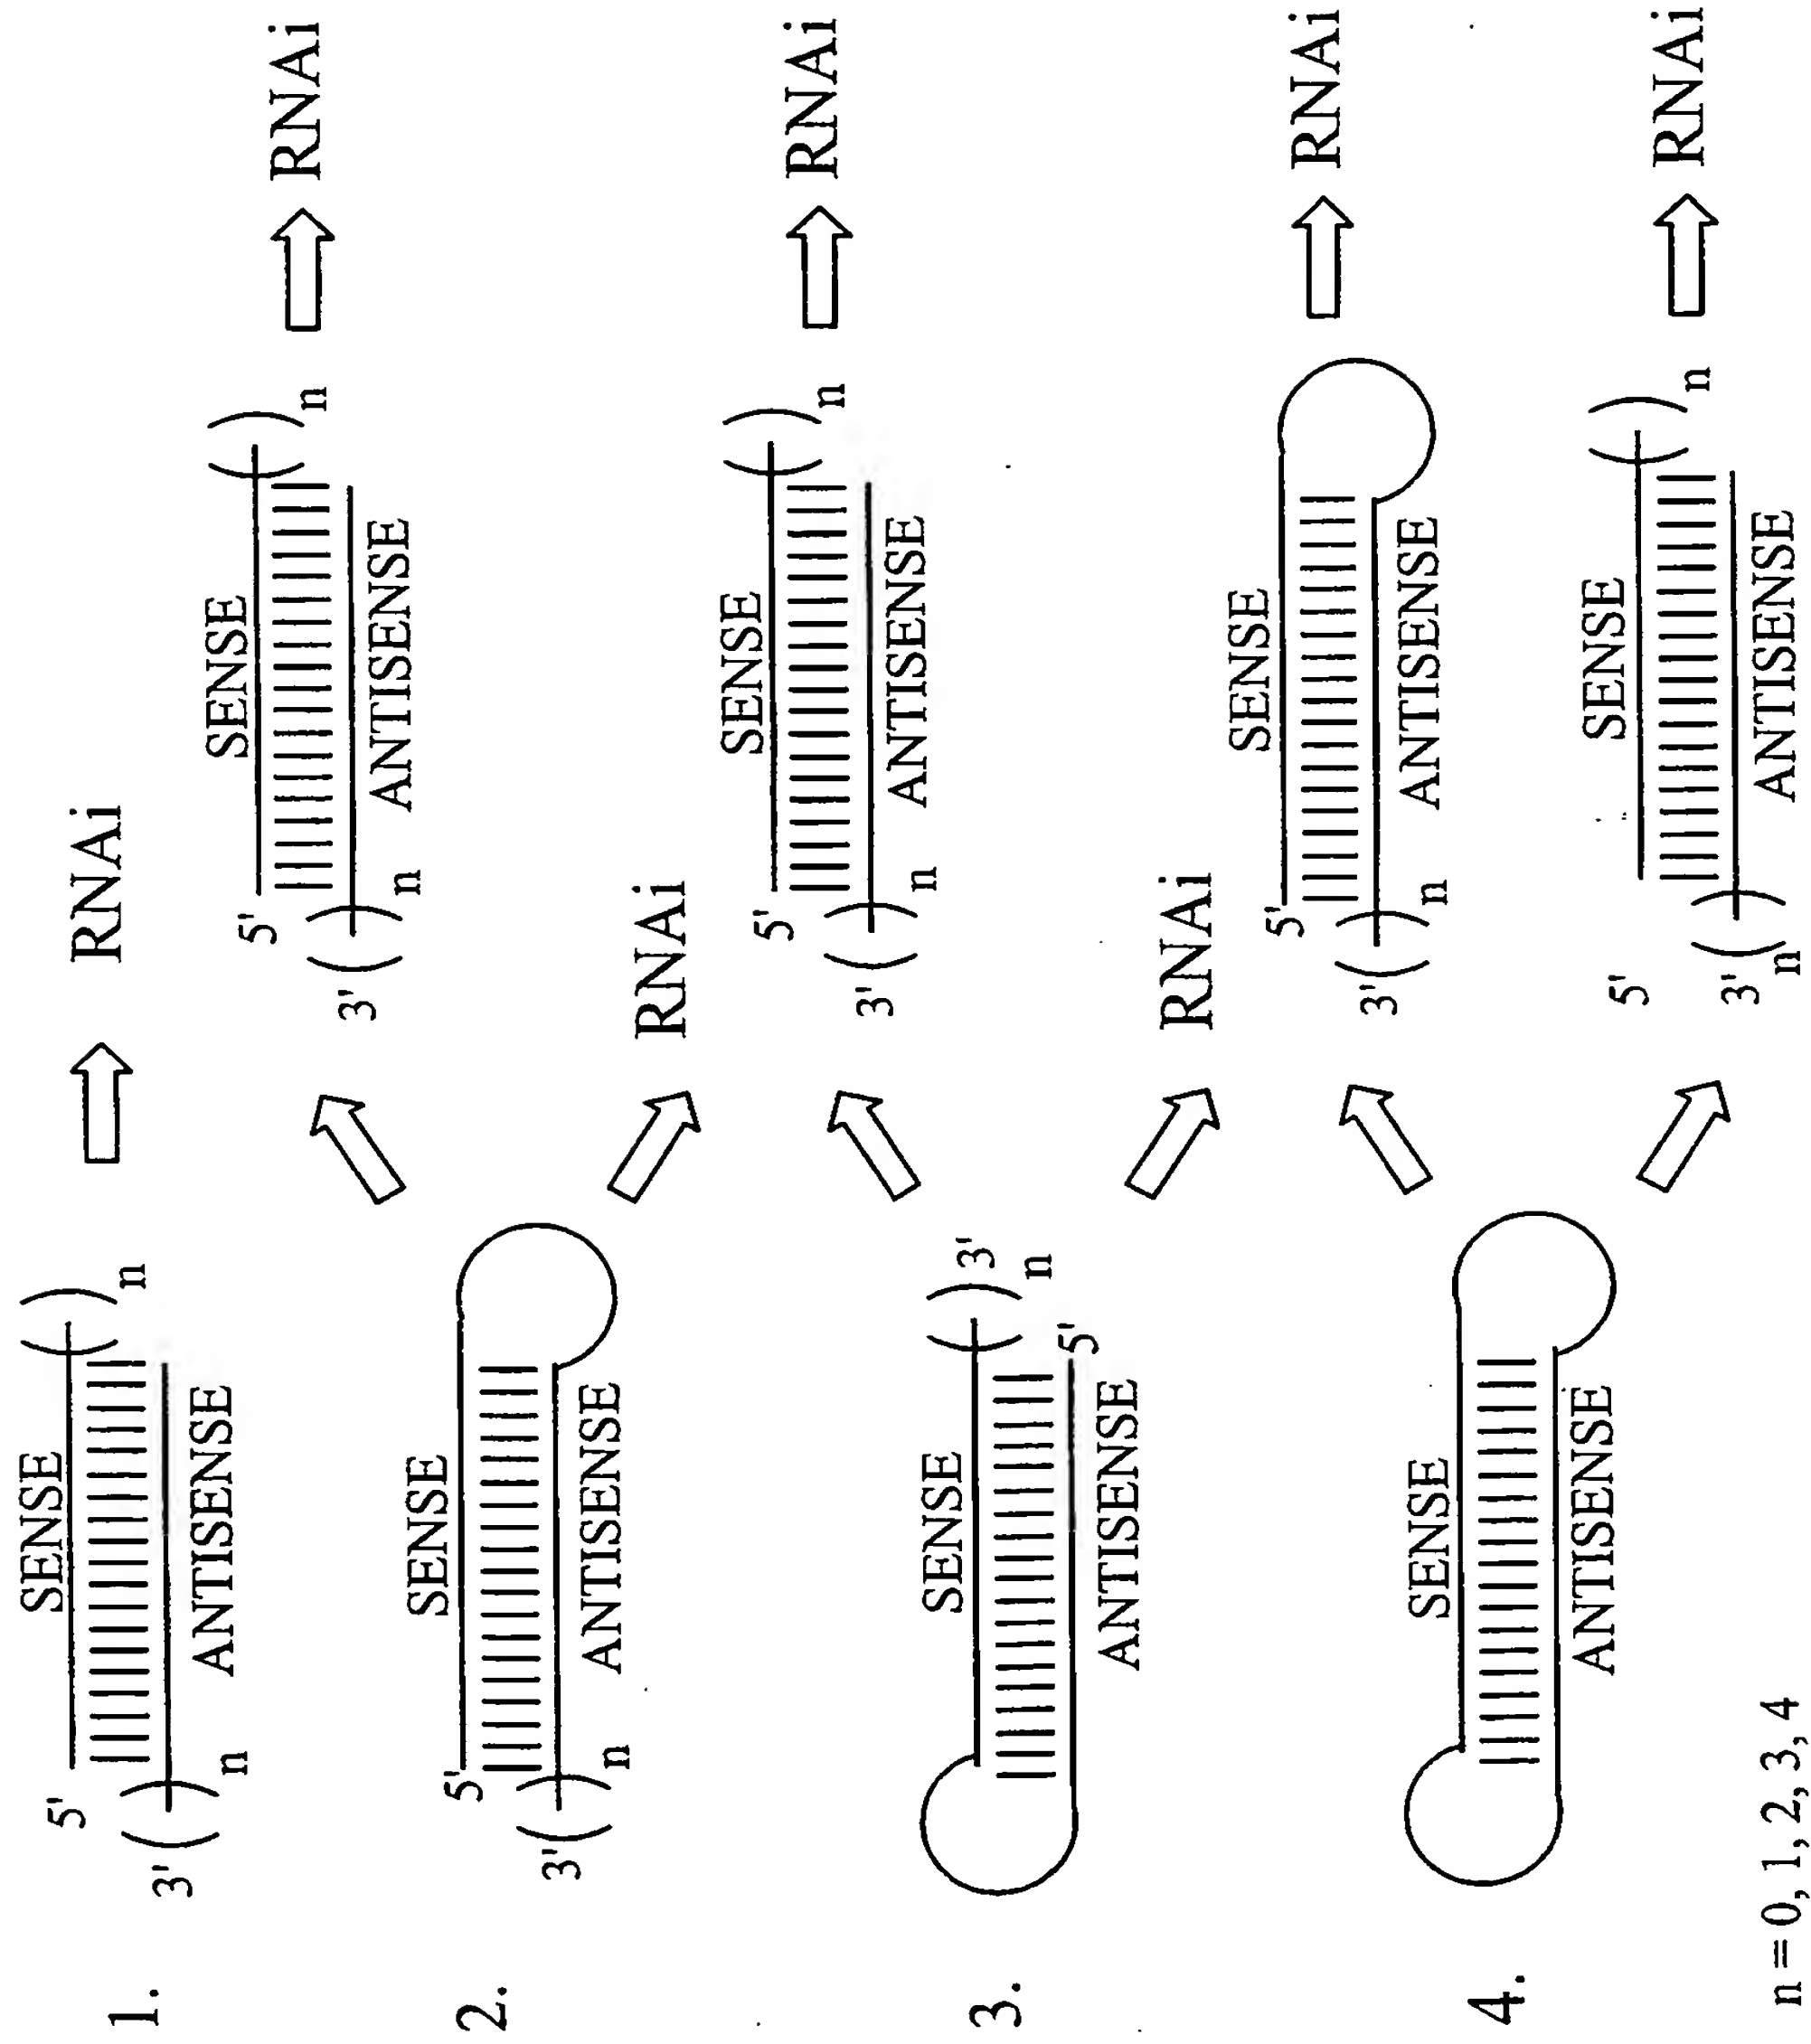 1.
SENSE
5'
n
3'
n
ANTISENSE
RNAi
2.
SENSE
5'
3'
n
ANTISENSE
SENSE
5'
n
3'
n
ANTISENSE
RNAi
RNAi
3.
SENSE
3'
n
5'
ANTISENSE
SENSE
5'
n
3'
n
ANTISENSE
RNAi
RNAi
4.
SENSE
ANTISENSE
SENSE
5'
3'
n
ANTISENSE
RNAi
SENSE
5'
n
3'
n
ANTISENSE
RNAi
n = 0, 1, 2, 3, 4